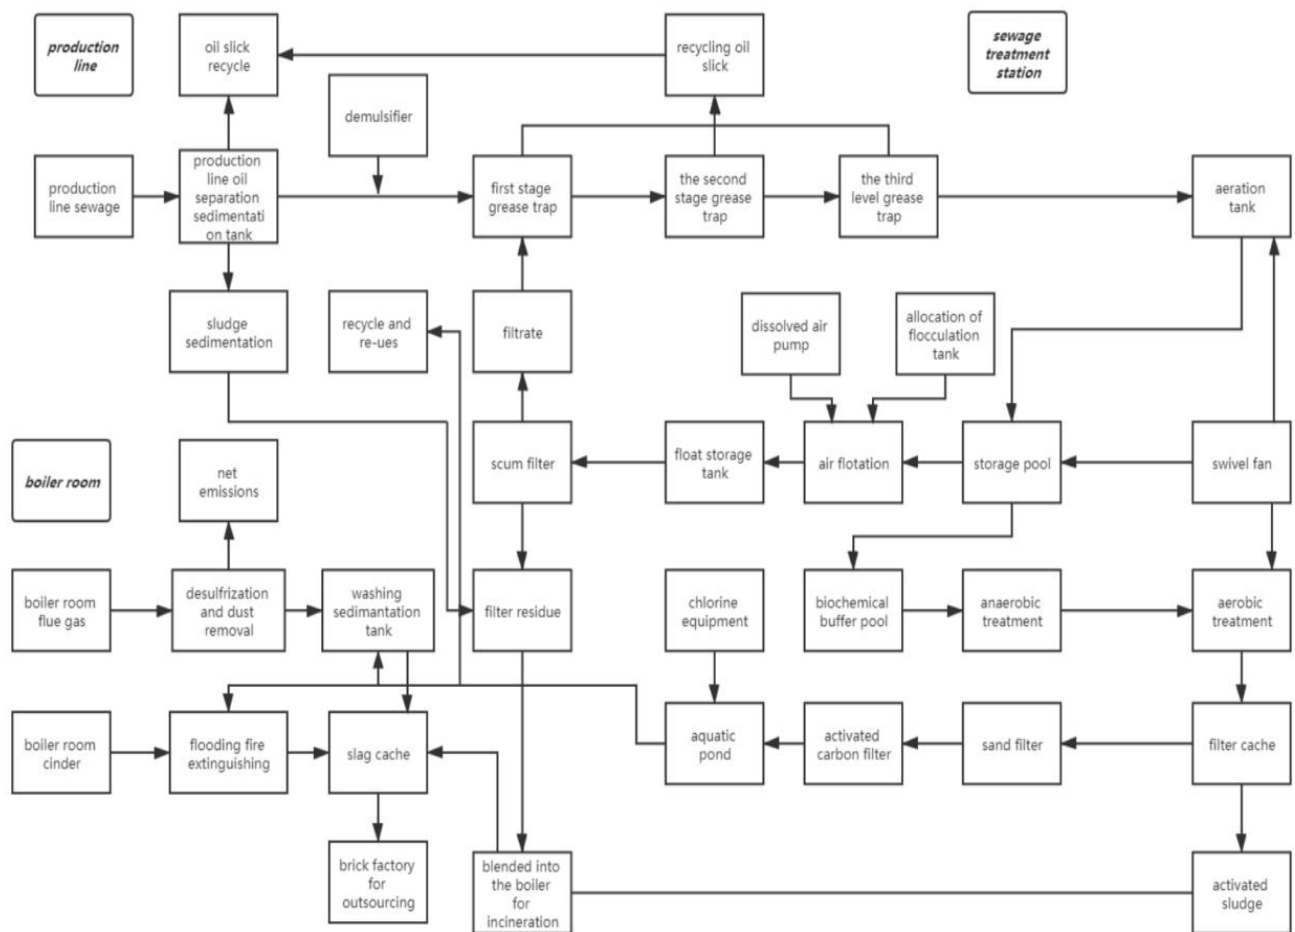 production
line
oil slick
recycle
recycling oil
slick
sewage
treatment
station
demulsifier
production
line sewage
production
line oil
separation
sedimentati
on tank
first stage
grease trap
the second
stage grease
trap
the third
level grease
trap
aeration
tank
sludge
sedimentation
recycle and
re-ues
filtrate
dissolved air
pump
allocation of
flocculation
tank
boiler room
net
emissions
scum filter
float storage
tank
air flotation
storage pool
swivel fan
boiler room
flue gas
desulfrization
and dust
removal
washing
sedimantation
tank
filter residue
chlorine
equipment
biochemical
buffer pool
anaerobic
treatment
aerobic
treatment
boiler room
cinder
flooding fire
extinguishing
slag cache
aquatic
pond
activated
carbon filter
sand filter
filter cache
brick factory
for
outsourcing
blended into
the boiler
for
incineration
activated
sludge